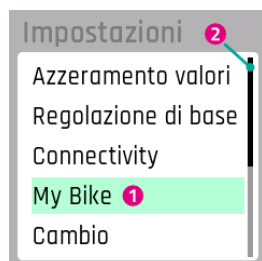 Impostazioni 2
Azzeramento valori
Regolazione di base
Connectivity
My Bike 1
Cambio